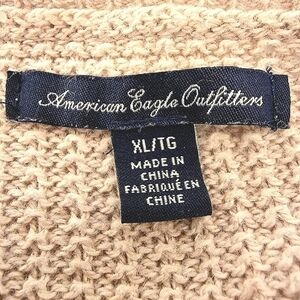 American Eagle Outfitters
XL/TG
MADE IN
CHINA
FABRIQUÉ EN
CHINE